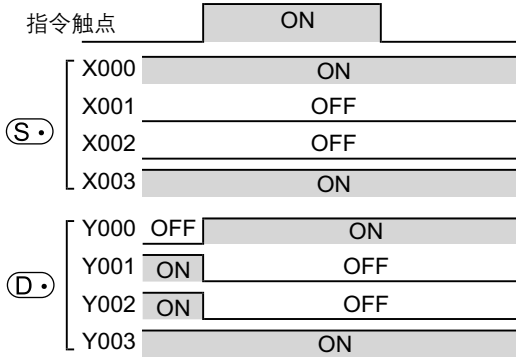 指令触点 ON
X000 ON
X001 OFF
S· X002 OFF
X003 ON
Y000 OFF ON
Y001 ON OFF
D· Y002 ON OFF
Y003 ON